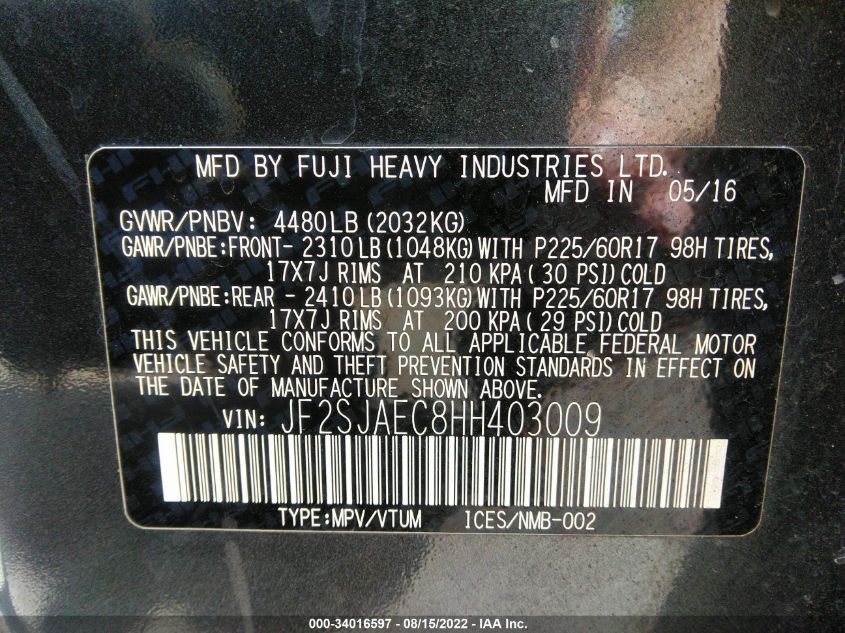 MFD BY FUJI HEAVY INDUSTRIES LTD.
MFD IN 05/16
GVWR/PNBV: 4480LB(2032KG)
GAWR/PNBE:FRONT- 2310LB(1048KG)WITH P225/60R17 98H TIRES,
17X7J RIMS AT 210KPA(30 PSI)COLD
GAWR/PNBE:REAR - 2410LB(1093KG)WITH P225/60R17 98H TIRES,
17X7J RIMS AT 200KPA(29 PSI)COLD
THIS VEHICLE CONFORMS TO ALL APPLICABLE FEDERAL MOTOR
VEHICLE SAFETY AND THEFT PREVENTION STANDARDS IN EFFECT ON
THE DATE OF MANUFACTURE SHOWN ABOVE.
VIN: JF2SJAEC8HH403009
TYPE:MPV/VTUM ICES/NMB-002
000-34016597 - 08/15/2022 - IAA Inc.